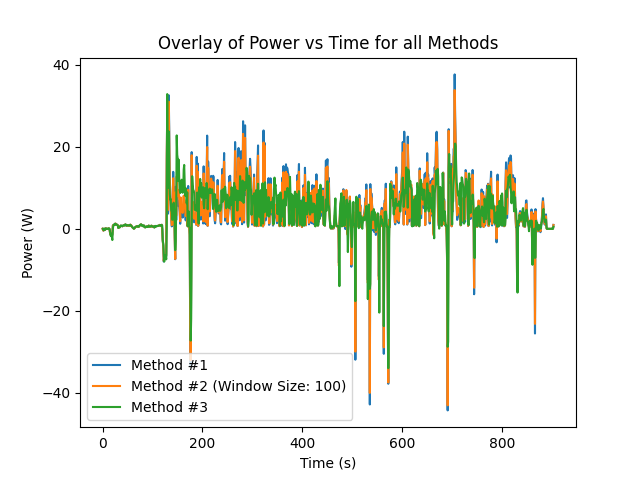 Overlay of Power vs Time for all Methods
40
20
0
−20
−40
Power (W)
Method #1
Method #2 (Window Size: 100)
Method #3
0 200 400 600 800
Time (s)